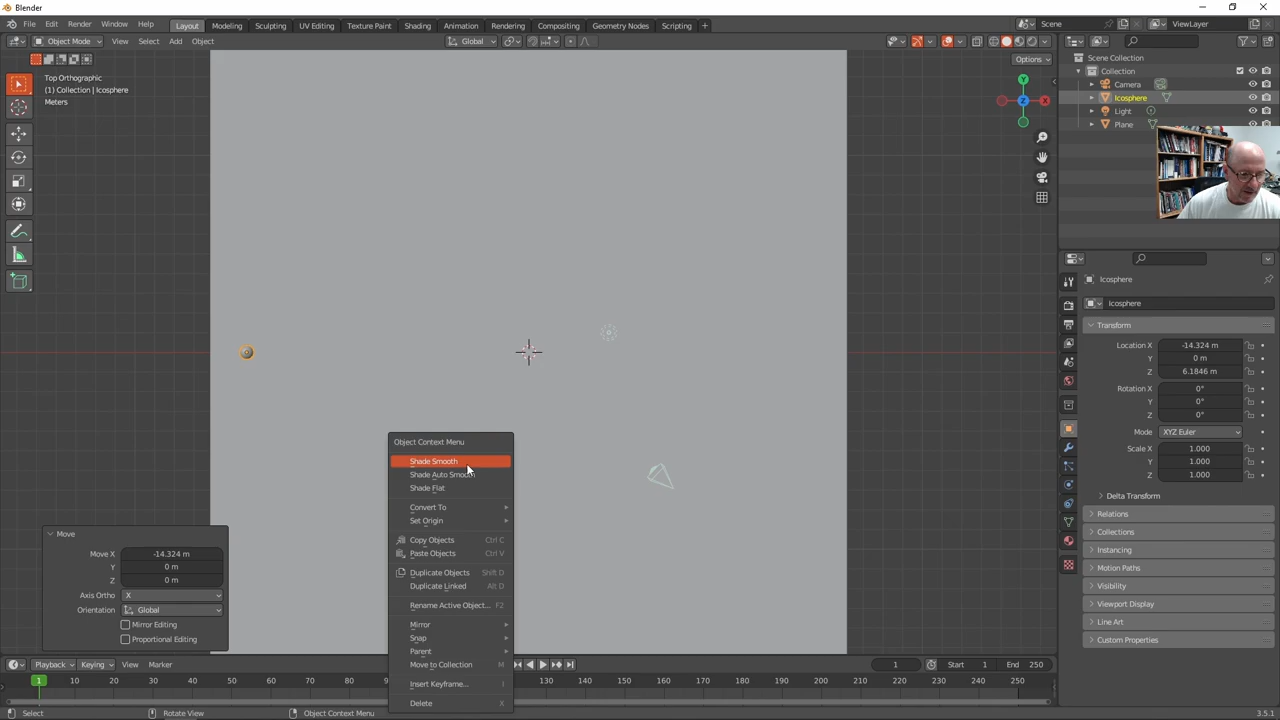 Blender
File Edit Render Window Help Layout Modeling Sculpting UV Editing Texture Paint Shading Animation Rendering Compositing Geometry Nodes Scripting + Scene ViewLayer
Object Mode View Select Add Object Global
Options
Top Orthographic
(1) Collection | Icosphere
Meters
Y
Z X
Scene Collection
Collection
Camera
Icosphere
Light
Plane
Icosphere
Icosphere
Transform
Location X -14.324 m
Y 0 m
Z 6.1846 m
Rotation X 0°
Y 0°
Z 0°
Mode XYZ Euler
Scale X 1.000
Y 1.000
Z 1.000
Delta Transform
Relations
Collections
Instancing
Motion Paths
Visibility
Viewport Display
Line Art
Custom Properties
Object Context Menu
Shade Smooth
Shade Auto Smooth
Shade Flat
Convert To
Set Origin
Copy Objects Ctrl C
Paste Objects Ctrl V
Duplicate Objects Shift D
Duplicate Linked Alt D
Rename Active Object... F2
Mirror
Snap
Parent
Move to Collection M
Insert Keyframe... I
Delete X
Move
Move X -14.324 m
Y 0 m
Z 0 m
Axis Ortho X
Orientation Global
Mirror Editing
Proportional Editing
Playback Keying View Marker 1 Start 1 End 250
1 10 20 30 40 50 60 70 80 130 140 150 160 170 180 190 200 210 220 230 240 250
Select Rotate View Object Context Menu 3.5.1